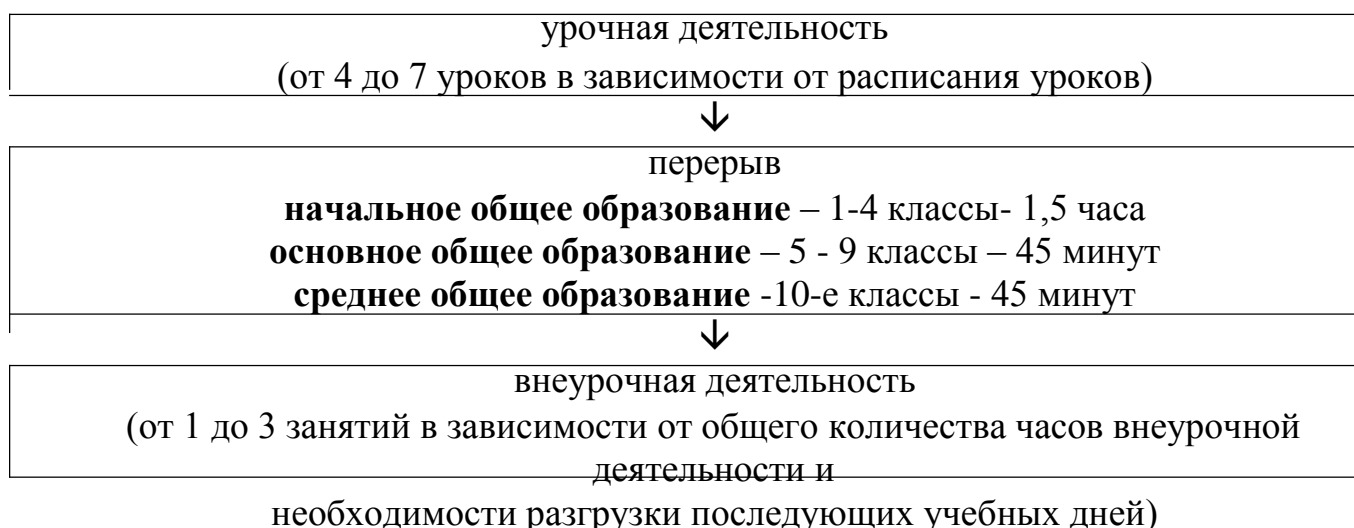 урочная деятельность
(от 4 до 7 уроков в зависимости от расписания уроков)
↓
перерыв
начальное общее образование – 1-4 классы- 1,5 часа
основное общее образование – 5 - 9 классы – 45 минут
среднее общее образование -10-е классы - 45 минут
↓
внеурочная деятельность
(от 1 до 3 занятий в зависимости от общего количества часов внеурочной
деятельности и
необходимости разгрузки последующих учебных дней)